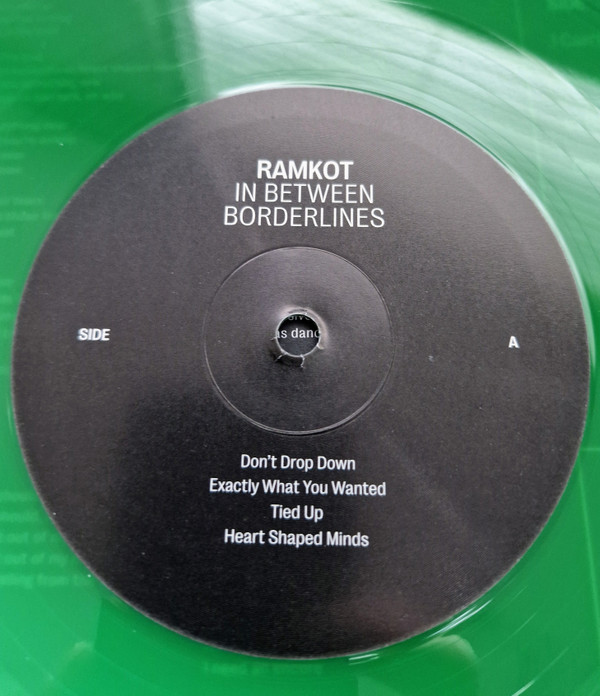 RAMKOT
IN BETWEEN
BORDERLINES
SIDE
A
Don't Drop Down
Exactly What You Wanted
Tied Up
Heart Shaped Minds